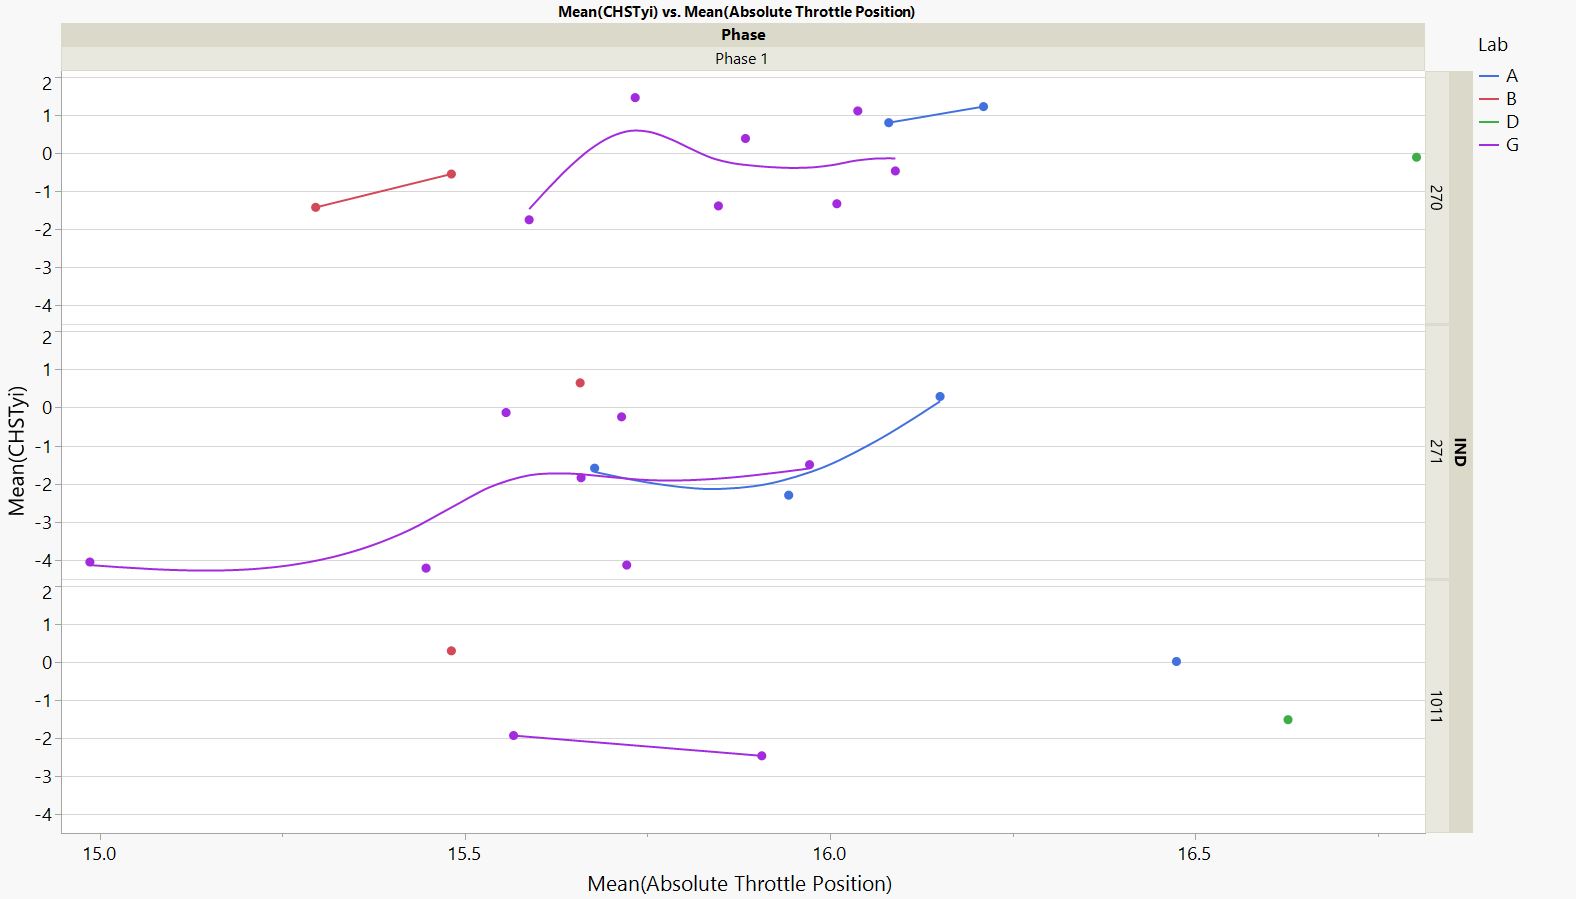 Mean(CHSTyi) vs. Mean(Absolute Throttle Position)
Phase
Phase 1
Lab
A
B
D
G
2
1
0
-1
-2
-3
-4
270
2
1
0
-1
-2
-3
-4
271
IND
Mean(CHSTyi)
2
1
0
-1
-2
-3
-4
1011
15.0 15.5 16.0 16.5
Mean(Absolute Throttle Position)